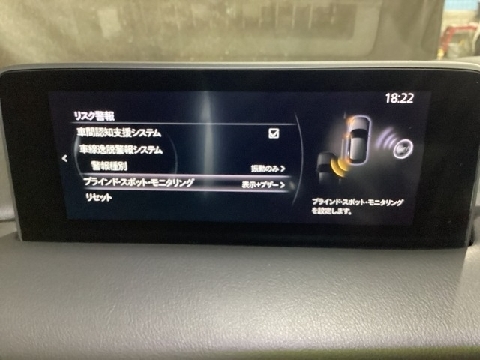 18:22
リスク警報
車間認知支援システム
車線逸脱警報システム
警報種別 振動のみ>
ブラインド・スポット・モニタリング 表示+ブザー>
リセット
ブラインド・スポット・モニタリング
を設定します。